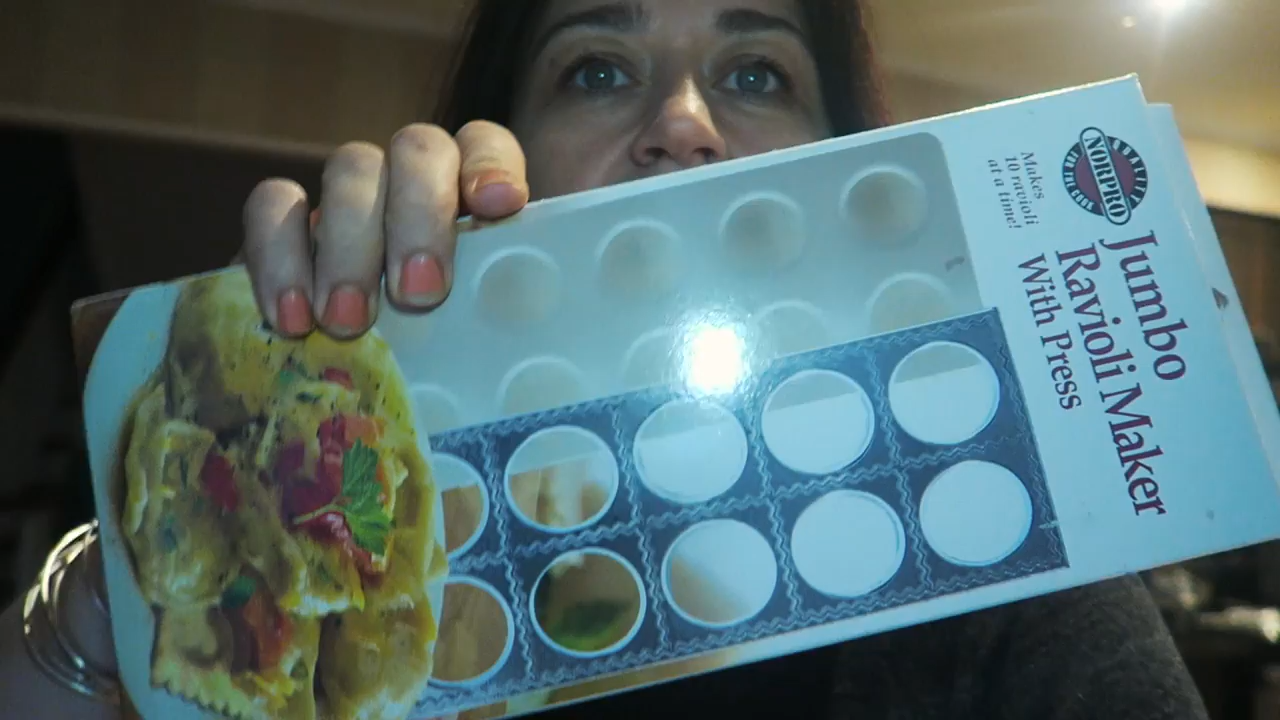 NORPRO
Makes
10 ravioli
at a time!
Jumbo
Ravioli Maker
With Press